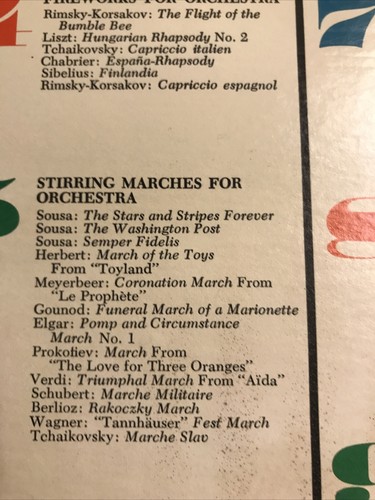 FIREWORKS FOR ORCHESTRA
Rimsky-Korsakov: The Flight of the
Bumble Bee
Liszt: Hungarian Rhapsody No. 2
Tchaikovsky: Capriccio italien
Chabrier: España-Rhapsody
Sibelius: Finlandia
Rimsky-Korsakov: Capriccio espagnol
STIRRING MARCHES FOR
ORCHESTRA
Sousa: The Stars and Stripes Forever
Sousa: The Washington Post
Sousa: Semper Fidelis
Herbert: March of the Toys
From "Toyland"
Meyerbeer: Coronation March From
"Le Prophète"
Gounod: Funeral March of a Marionette
Elgar: Pomp and Circumstance
March No. 1
Prokofiev: March From
"The Love for Three Oranges"
Verdi: Triumphal March From "Aïda"
Schubert: Marche Militaire
Berlioz: Rakoczky March
Wagner: "Tannhäuser" Fest March
Tchaikovsky: Marche Slav